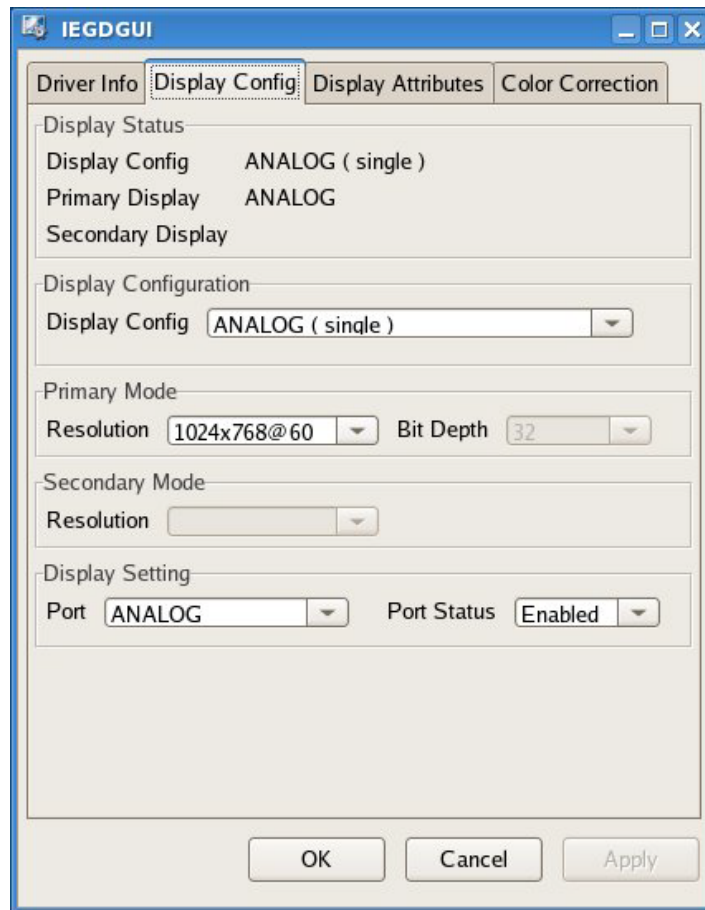 IEGDGUI
Driver Info Display Config Display Attributes Color Correction
Display Status
Display Config ANALOG ( single )
Primary Display ANALOG
Secondary Display
Display Configuration
Display Config ANALOG ( single )
Primary Mode
Resolution 1024x768@60 Bit Depth 32
Secondary Mode
Resolution
Display Setting
Port ANALOG Port Status Enabled
OK Cancel Apply